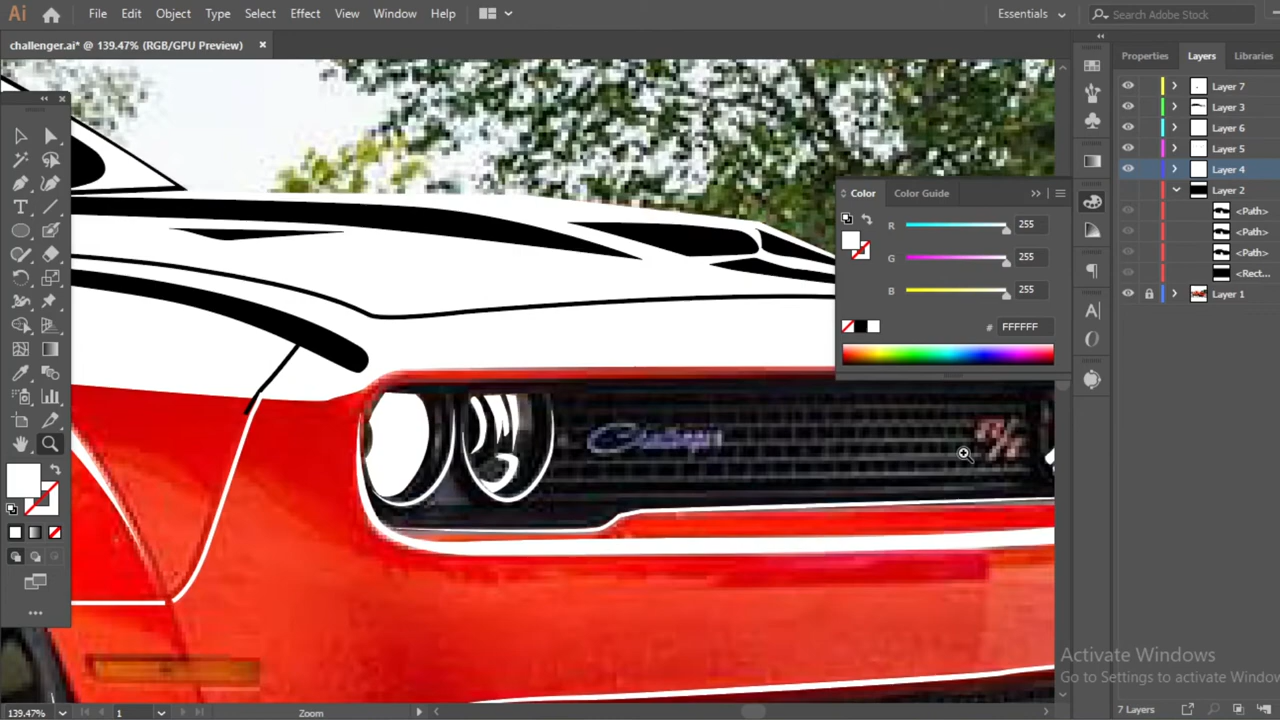 Ai File Edit Object Type Select Effect View Window Help Essentials Search Adobe Stock
challenger.ai* @ 139.47% (RGB/GPU Preview) ×
Properties Layers Libraries
Layer 7
Layer 3
Layer 6
Layer 5
Layer 4
Layer 2
<Path>
<Path>
<Path>
<Rect...
Layer 1
Color Color Guide
R 255
G 255
B 255
# FFFFFF
Challenger R/T
Activate Windows
Go to Settings to activate Window
139.47% 1 Zoom 7 Layers